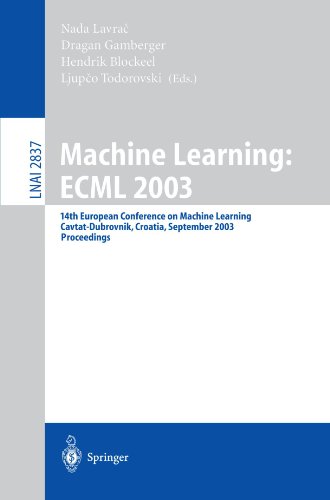 Nada Lavrač
Dragan Gamberger
Hendrik Blockeel
Ljupčo Todorovski (Eds.)
LNAI 2837
Machine Learning:
ECML 2003
14th European Conference on Machine Learning
Cavtat-Dubrovnik, Croatia, September 2003
Proceedings
Springer